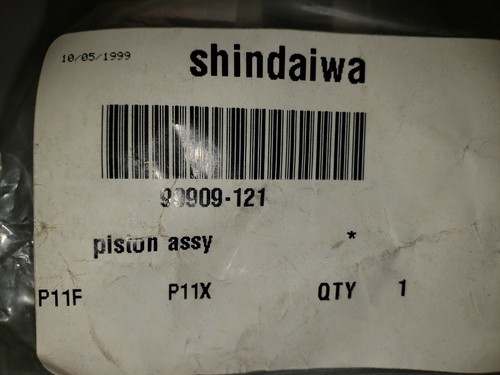 10/05/1999
shindaiwa
99909-121
piston assy *
P11F P11X QTY 1